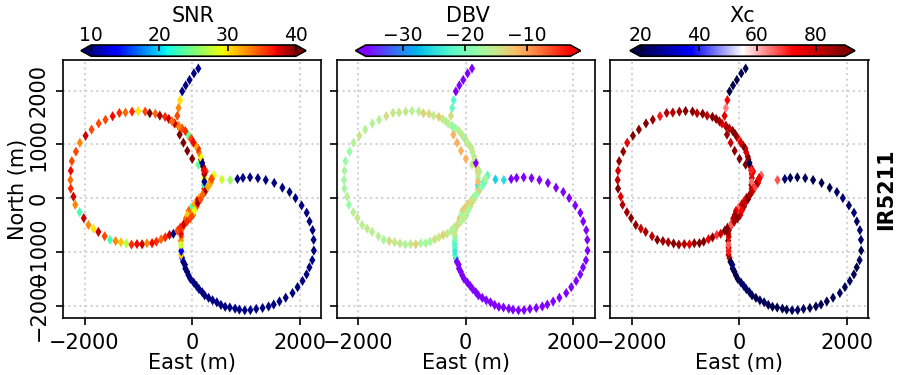 SNR DBV Xc
10 20 30 40 −30 −20 −10 20 40 60 80
2000
1000
0
−1000
−2000
North (m)
−2000 0 2000 −2000 0 2000 −2000 0 2000
East (m) East (m) East (m)
IR5211